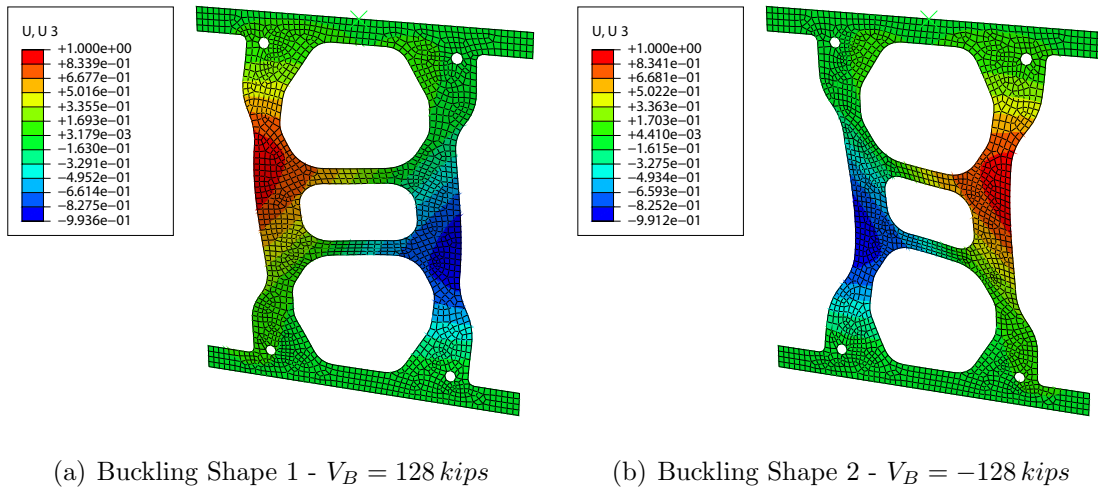 U, U 3
+1.000e+00
+8.339e−01
+6.677e−01
+5.016e−01
+3.355e−01
+1.693e−01
+3.179e−03
−1.630e−01
−3.291e−01
−4.952e−01
−6.614e−01
−8.275e−01
−9.936e−01
U, U 3
+1.000e+00
+8.341e−01
+6.681e−01
+5.022e−01
+3.363e−01
+1.703e−01
+4.410e−03
−1.615e−01
−3.275e−01
−4.934e−01
−6.593e−01
−8.252e−01
−9.912e−01
(a) Buckling Shape 1 - V_B = 128 kips
(b) Buckling Shape 2 - V_B = −128 kips